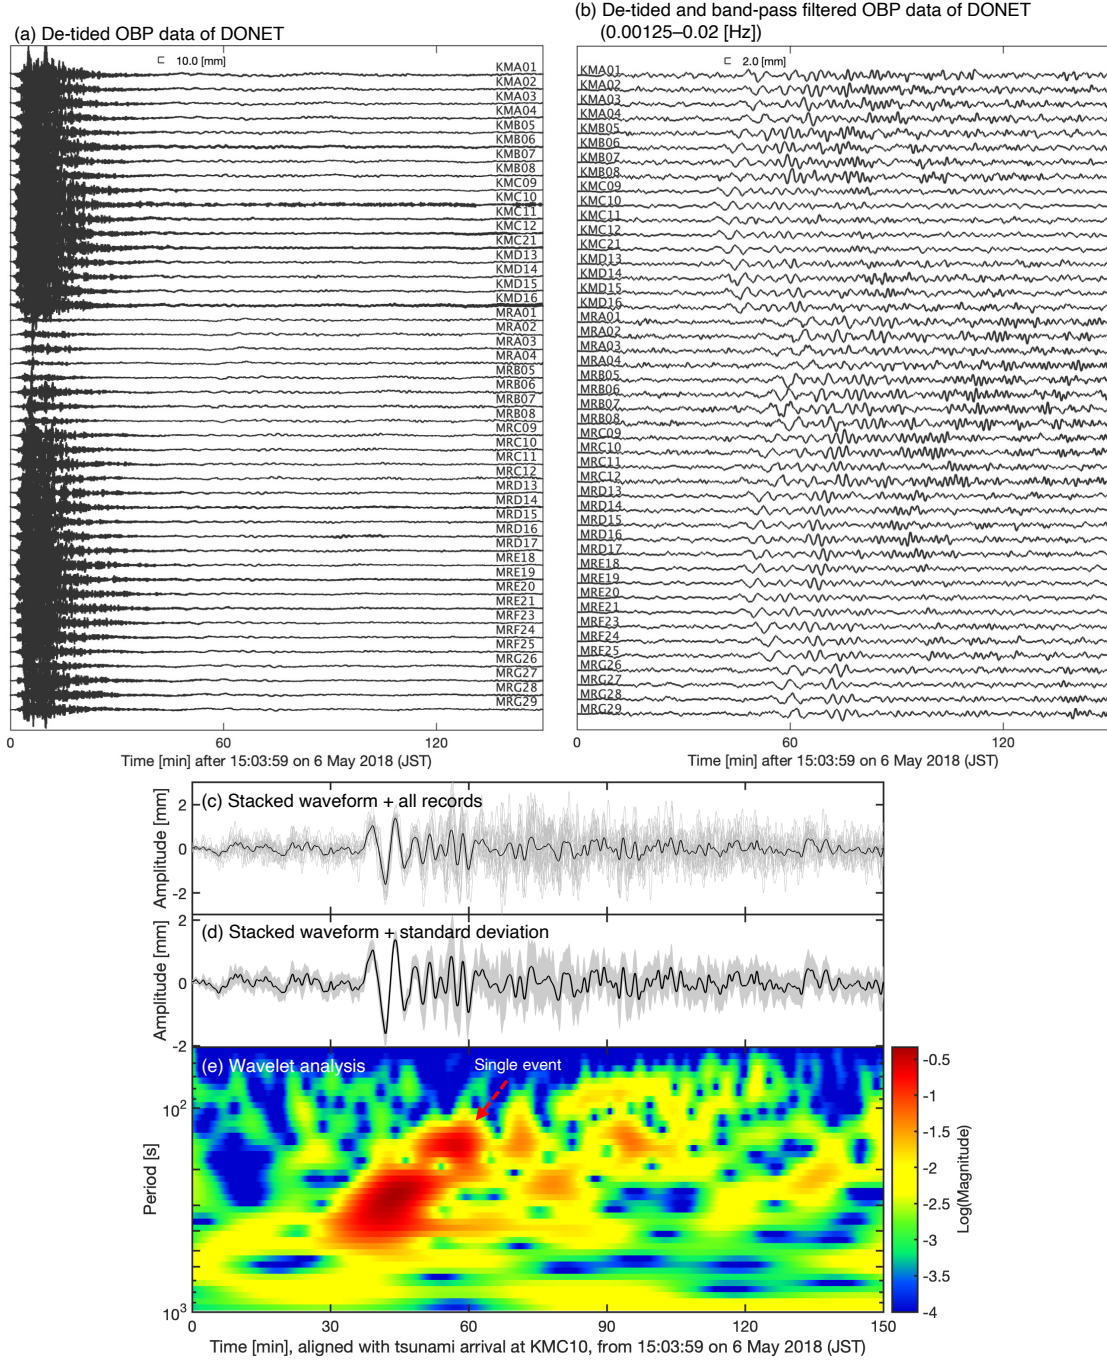 (a) De-tided OBP data of DONET
10.0 [mm]
KMA01
KMA02
KMA03
KMA04
KMB05
KMB06
KMB07
KMB08
KMC09
KMC10
KMC11
KMC12
KMC21
KMD13
KMD14
KMD15
KMD16
MRA01
MRA02
MRA03
MRA04
MRB05
MRB06
MRB07
MRB08
MRC09
MRC10
MRC11
MRC12
MRD13
MRD14
MRD15
MRD16
MRD17
MRE18
MRE19
MRE20
MRE21
MRF23
MRF24
MRF25
MRG26
MRG27
MRG28
MRG29
0 60 120
Time [min] after 15:03:59 on 6 May 2018 (JST)
(b) De-tided and band-pass filtered OBP data of DONET
(0.00125–0.02 [Hz])
2.0 [mm]
KMA01
KMA02
KMA03
KMA04
KMB05
KMB06
KMB07
KMB08
KMC09
KMC10
KMC11
KMC12
KMC21
KMD13
KMD14
KMD15
KMD16
MRA01
MRA02
MRA03
MRA04
MRB05
MRB06
MRB07
MRB08
MRC09
MRC10
MRC11
MRC12
MRD13
MRD14
MRD15
MRD16
MRD17
MRE18
MRE19
MRE20
MRE21
MRF23
MRF24
MRF25
MRG26
MRG27
MRG28
MRG29
0 60 120
Time [min] after 15:03:59 on 6 May 2018 (JST)
(c) Stacked waveform + all records
Amplitude [mm]
2
0
-2
(d) Stacked waveform + standard deviation
Amplitude [mm]
2
0
-2
(e) Wavelet analysis
Single event
Period [s]
10²
10³
0 30 60 90 120 150
Time [min], aligned with tsunami arrival at KMC10, from 15:03:59 on 6 May 2018 (JST)
-0.5
-1
-1.5
-2
-2.5
-3
-3.5
-4
Log(Magnitude)